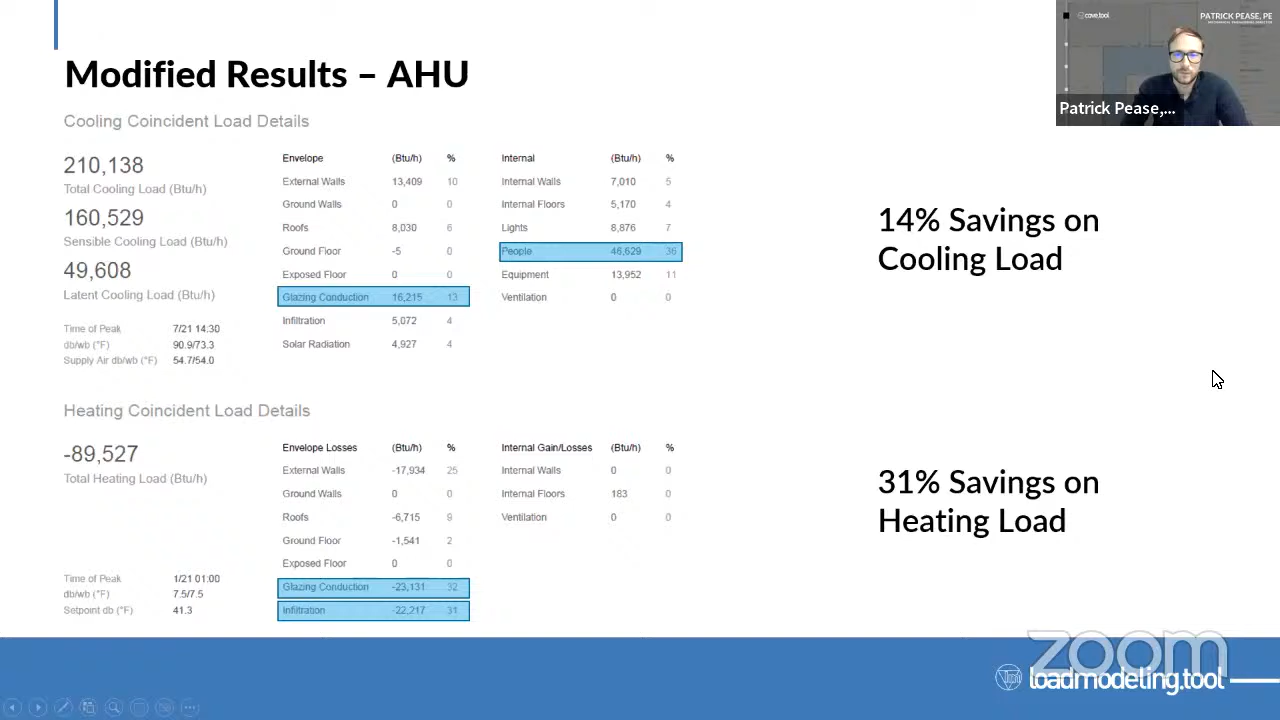 Modified Results – AHU
Cooling Coincident Load Details
210,138
Total Cooling Load (Btu/h)
160,529
Sensible Cooling Load (Btu/h)
49,608
Latent Cooling Load (Btu/h)
Time of Peak 7/21 14:30
db/wb (°F) 90.9/73.3
Supply Air db/wb (°F) 54.7/54.0
Envelope (Btu/h) %
External Walls 13,409 10
Ground Walls 0 0
Roofs 8,030 6
Ground Floor -5 0
Exposed Floor 0 0
Glazing Conduction 16,215 13
Infiltration 5,072 4
Solar Radiation 4,927 4
Internal (Btu/h) %
Internal Walls 7,010 5
Internal Floors 5,170 4
Lights 8,876 7
People 46,629 36
Equipment 13,952 11
Ventilation 0 0
14% Savings on
Cooling Load
Heating Coincident Load Details
-89,527
Total Heating Load (Btu/h)
Time of Peak 1/21 01:00
db/wb (°F) 7.5/7.5
Setpoint db (°F) 41.3
Envelope Losses (Btu/h) %
External Walls -17,934 25
Ground Walls 0 0
Roofs -6,715 9
Ground Floor -1,541 2
Exposed Floor 0 0
Glazing Conduction -23,131 32
Infiltration -22,217 31
Internal Gain/Losses (Btu/h) %
Internal Walls 0 0
Internal Floors 183 0
Ventilation 0 0
31% Savings on
Heating Load
cove.tool
PATRICK PEASE, PE
Patrick Pease,...
zoom
loadmodeling.tool